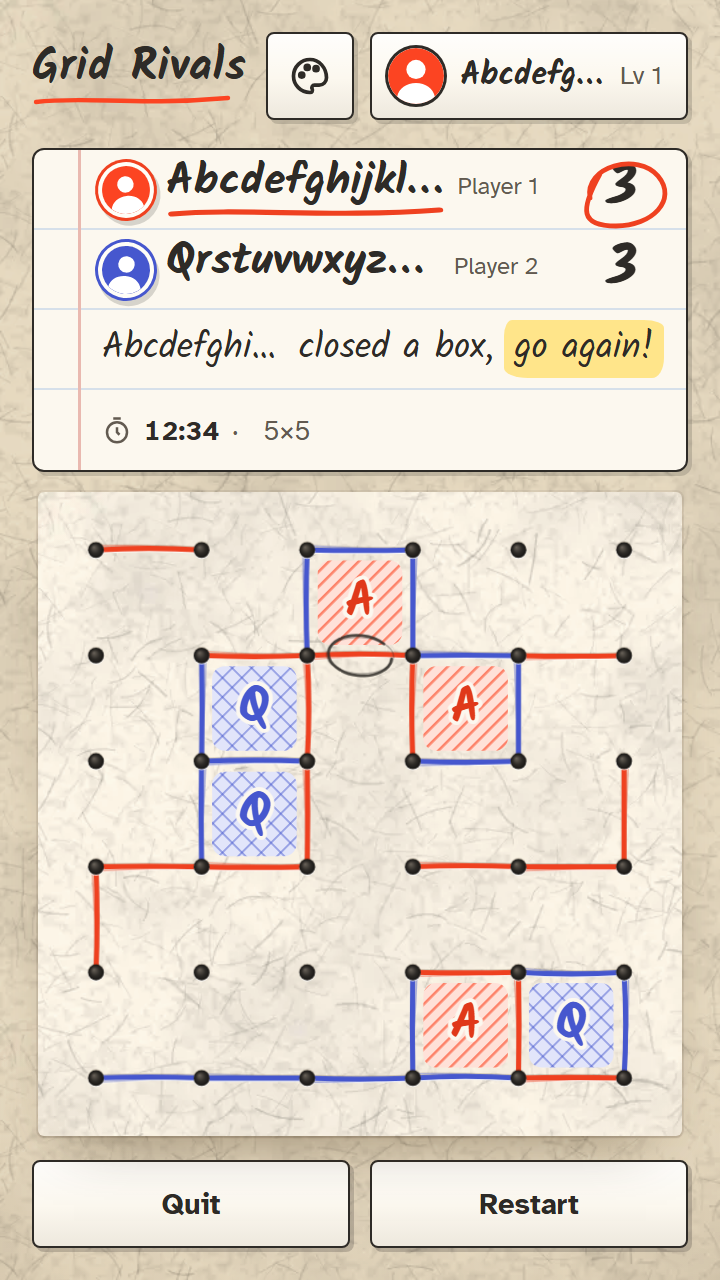 Grid Rivals
Abcdefg... Lv 1
Abcdefghijkl... Player 1 3
Qrstuvwxyz... Player 2 3
Abcdefghi... closed a box, go again!
12:34 · 5×5
A
Q A
Q
A Q
Quit Restart